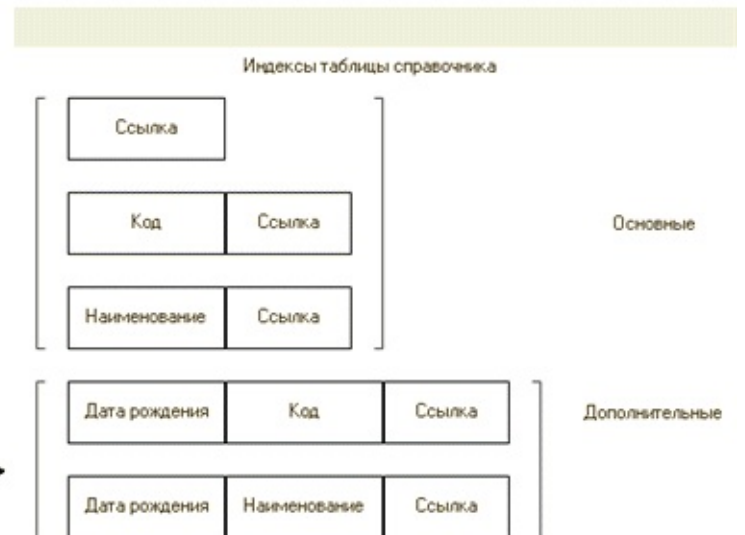 Индексы таблицы справочника
Ссылка
Код Ссылка Основные
Наименование Ссылка
Дата рождения Код Ссылка Дополнительные
Дата рождения Наименование Ссылка